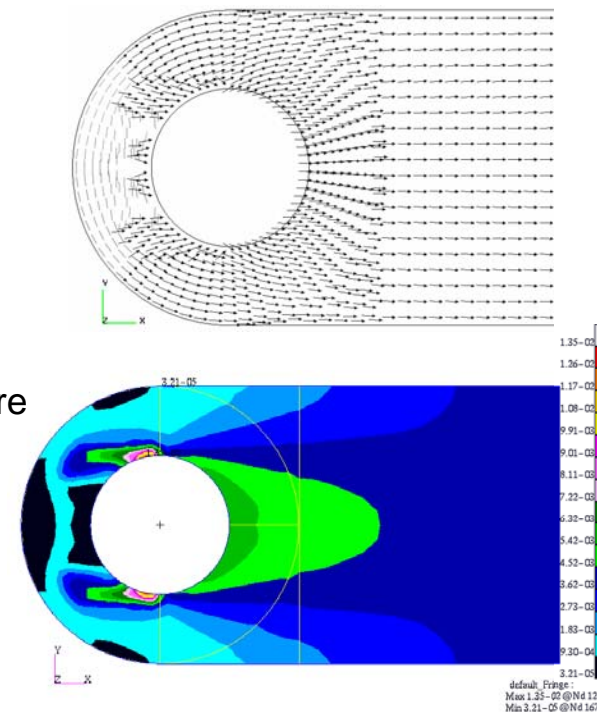 Y
Z X
re
3.21-05
1.35-02
1.26-02
1.17-02
1.08-02
9.91-03
9.01-03
8.11-03
7.22-03
6.32-03
5.42-03
4.52-03
3.62-03
2.73-03
1.83-03
9.30-04
3.21-05
Y
Z X
default_Fringe :
Max 1.35-02 @Nd 12
Min 3.21-05 @Nd 167